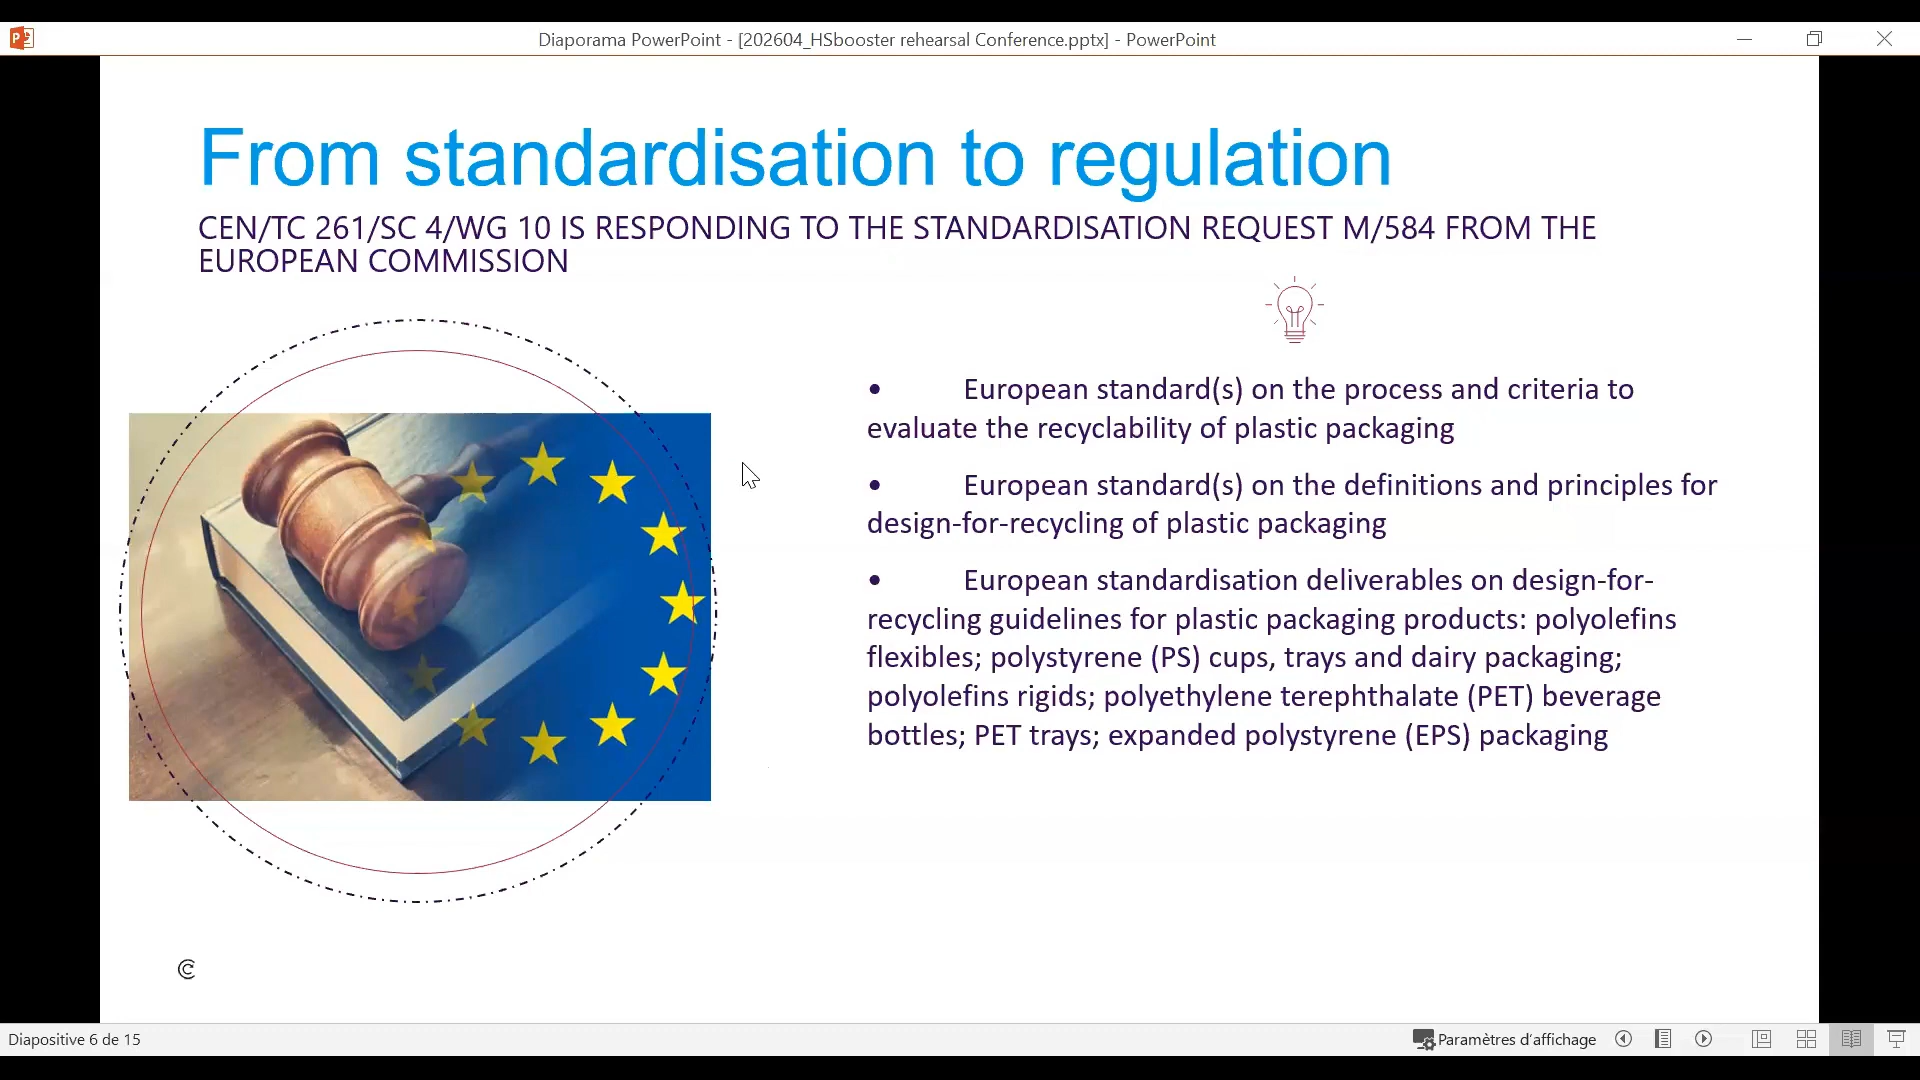 Diaporama PowerPoint - [202604_HSbooster rehearsal Conference.pptx] - PowerPoint
From standardisation to regulation
CEN/TC 261/SC 4/WG 10 IS RESPONDING TO THE STANDARDISATION REQUEST M/584 FROM THE
EUROPEAN COMMISSION
• European standard(s) on the process and criteria to
evaluate the recyclability of plastic packaging
• European standard(s) on the definitions and principles for
design-for-recycling of plastic packaging
• European standardisation deliverables on design-for-
recycling guidelines for plastic packaging products: polyolefins
flexibles; polystyrene (PS) cups, trays and dairy packaging;
polyolefins rigids; polyethylene terephthalate (PET) beverage
bottles; PET trays; expanded polystyrene (EPS) packaging
Diapositive 6 de 15
Paramètres d'affichage